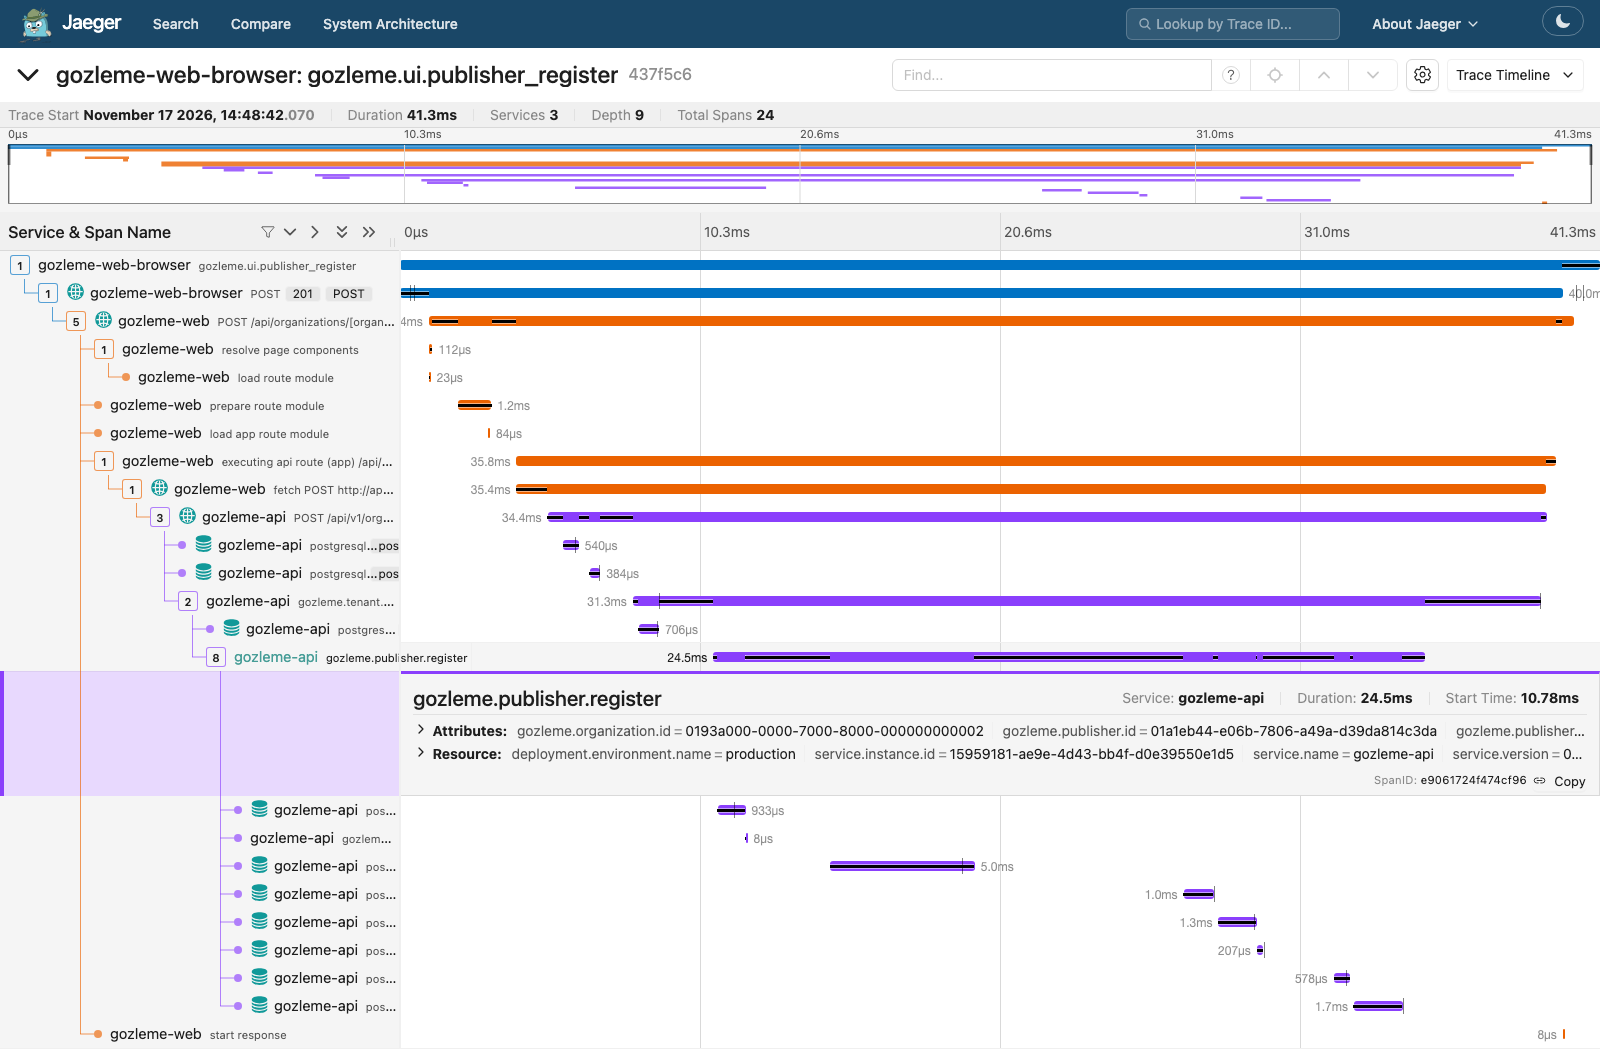 Jaeger Search Compare System Architecture Lookup by Trace ID... About Jaeger
gozleme-web-browser: gozleme.ui.publisher_register 437f5c6 Find... ? Trace Timeline
Trace Start November 17 2026, 14:48:42.070 Duration 41.3ms Services 3 Depth 9 Total Spans 24
0μs 10.3ms 20.6ms 31.0ms 41.3ms
Service & Span Name 0μs 10.3ms 20.6ms 31.0ms 41.3ms
1 gozleme-web-browser gozleme.ui.publisher_register
1 gozleme-web-browser POST 201 POST
5 gozleme-web POST /api/organizations/[organ... 4ms
1 gozleme-web resolve page components 112μs
gozleme-web load route module 23μs
gozleme-web prepare route module 1.2ms
gozleme-web load app route module 84μs
1 gozleme-web executing api route (app) /api/... 35.8ms
1 gozleme-web fetch POST http://ap... 35.4ms
3 gozleme-api POST /api/v1/org... 34.4ms
gozleme-api postgresql...pos 540μs
gozleme-api postgresql...pos 384μs
2 gozleme-api gozleme.tenant.... 31.3ms
gozleme-api postgres... 706μs
8 gozleme-api gozleme.publisher.register 24.5ms
gozleme.publisher.register Service: gozleme-api Duration: 24.5ms Start Time: 10.78ms
Attributes: gozleme.organization.id = 0193a000-0000-7000-8000-000000000002 gozleme.publisher.id = 01a1eb44-e06b-7806-a49a-d39da814c3da gozleme.publisher...
Resource: deployment.environment.name = production service.instance.id = 15959181-ae9e-4d43-bb4f-d0e39550e1d5 service.name = gozleme-api service.version = 0...
SpanID: e9061724f474cf96 Copy
gozleme-api pos... 933μs
gozleme-api gozlem... 8μs
gozleme-api pos... 5.0ms
gozleme-api pos... 1.0ms
gozleme-api pos... 1.3ms
gozleme-api pos... 207μs
gozleme-api pos... 578μs
gozleme-api pos... 1.7ms
gozleme-web start response 8μs